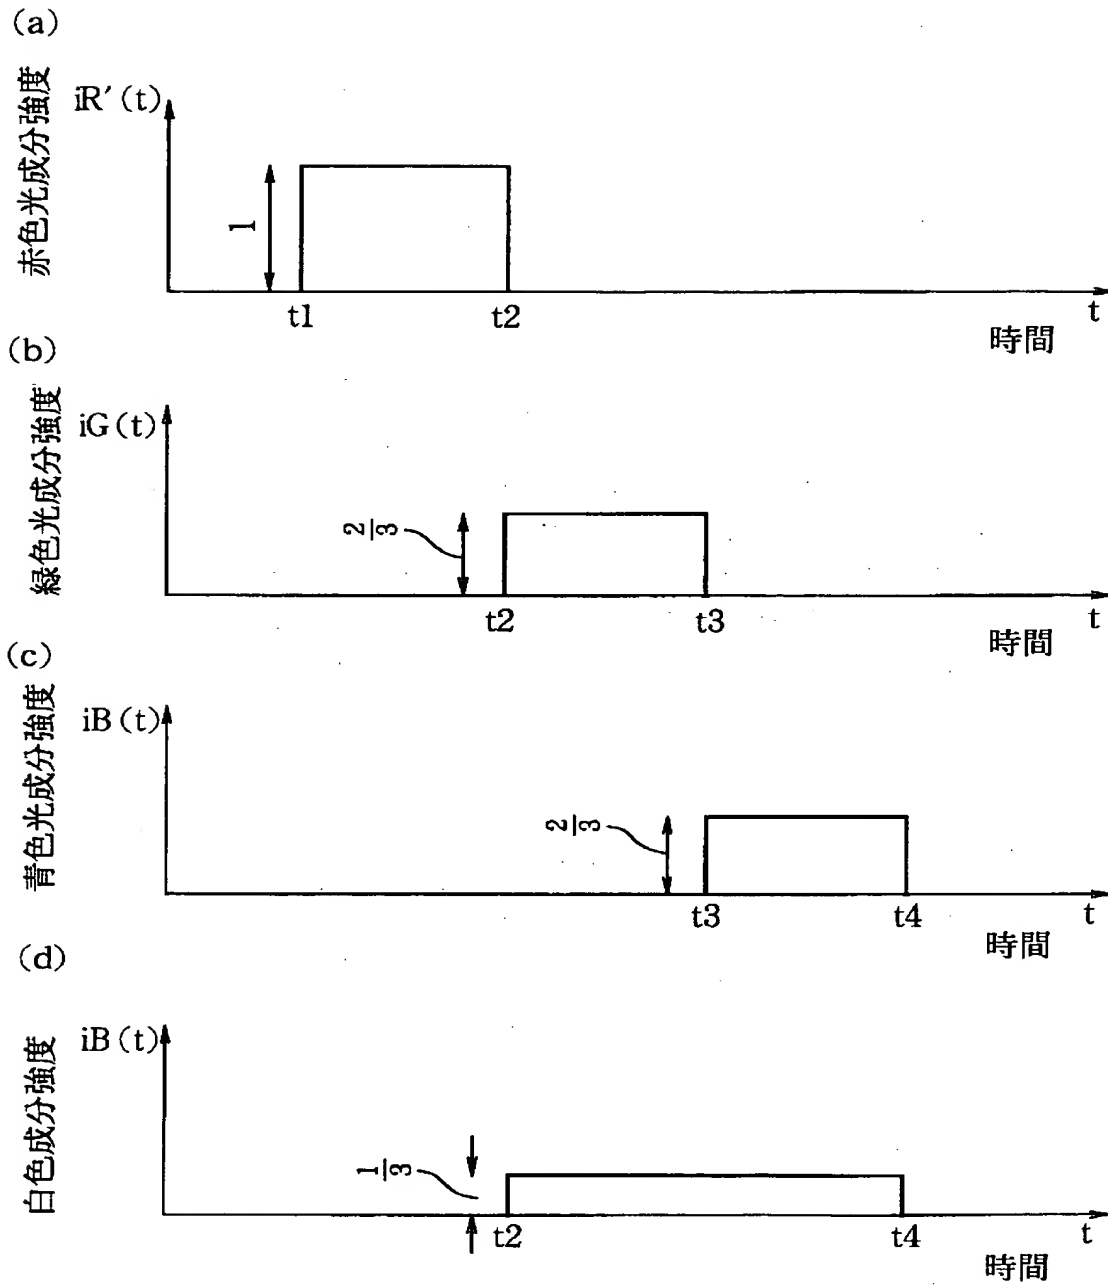 (a)
赤色光成分強度
iR′(t)
1
t1
t2
t
時間
(b)
緑色光成分強度
iG(t)
2/3
t2
t3
t
時間
(c)
青色光成分強度
iB(t)
2/3
t3
t4
t
時間
(d)
白色成分強度
iB(t)
1/3
t2
t4
t
時間